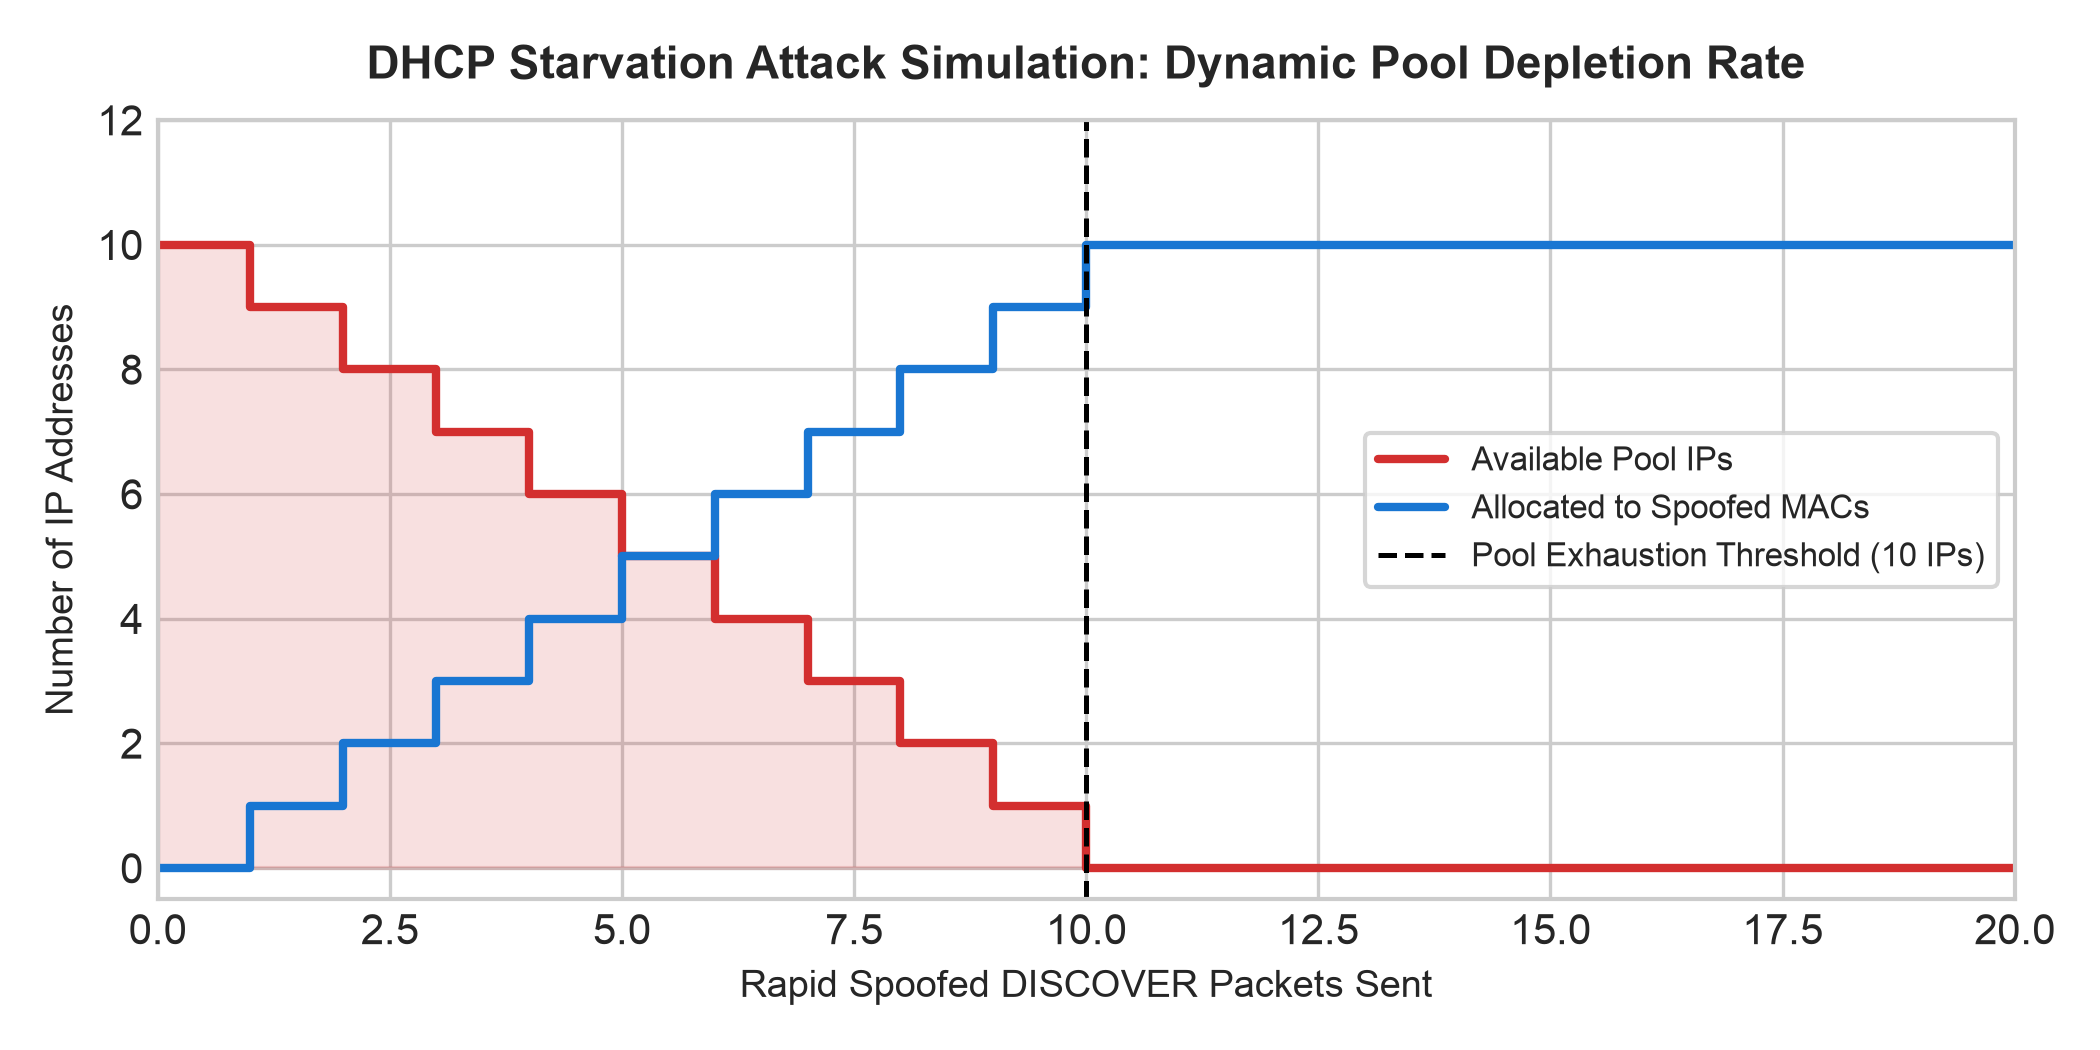 DHCP Starvation Attack Simulation: Dynamic Pool Depletion Rate
12
10
8
6
4
2
0
Number of IP Addresses
Available Pool IPs
Allocated to Spoofed MACs
Pool Exhaustion Threshold (10 IPs)
0.0 2.5 5.0 7.5 10.0 12.5 15.0 17.5 20.0
Rapid Spoofed DISCOVER Packets Sent